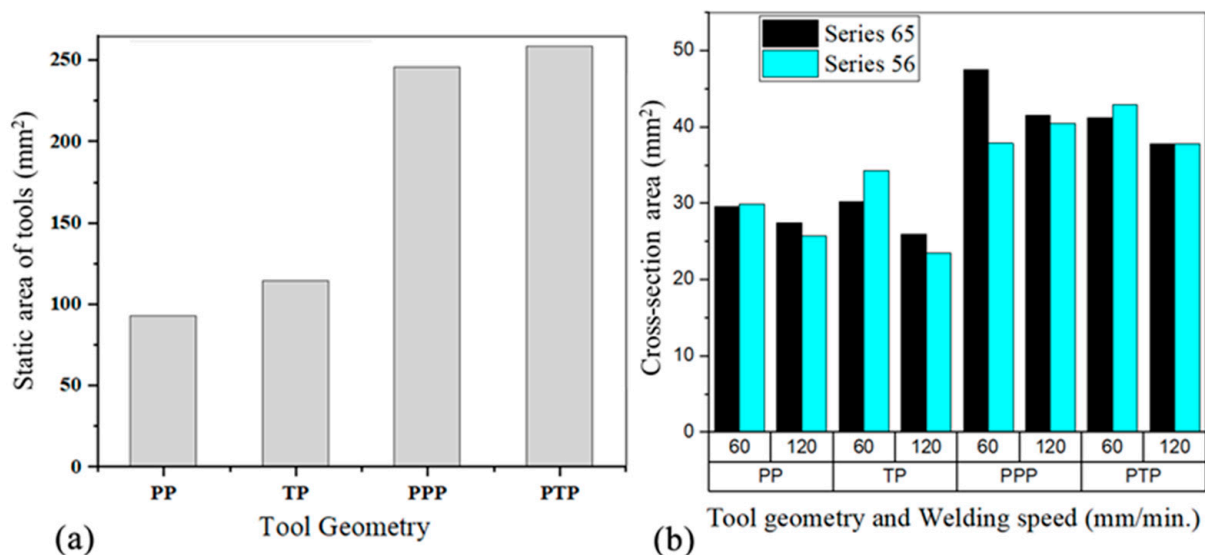 Static area of tools (mm²)
250
200
150
100
50
0
PP TP PPP PTP
Tool Geometry
(a)
Series 65
Series 56
Cross-section area (mm²)
50
40
30
20
10
0
60 120 60 120 60 120 60 120
PP TP PPP PTP
Tool geometry and Welding speed (mm/min.)
(b)